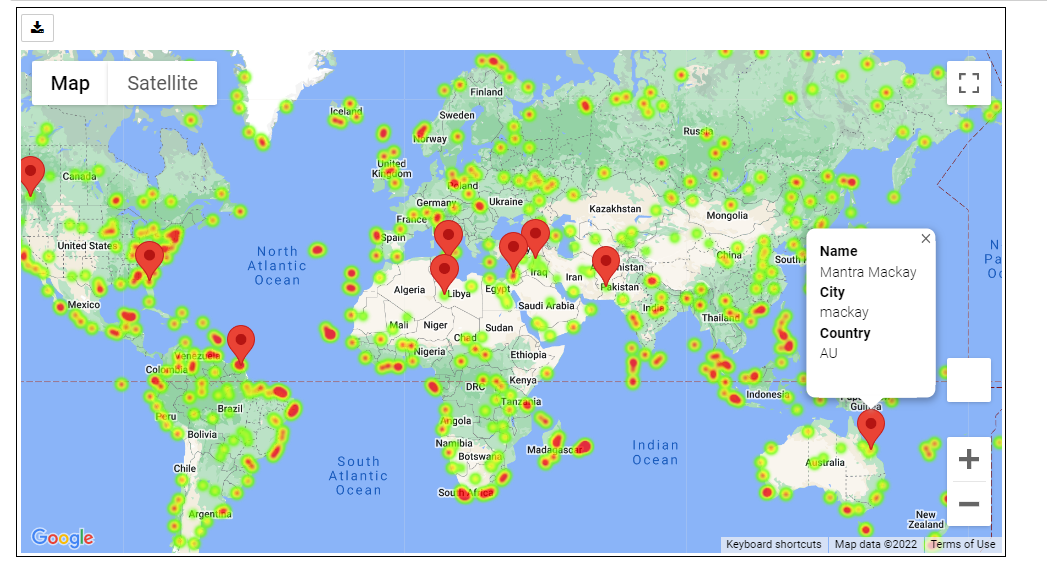 Map
Satellite
Iceland
Finland
Sweden
Norway
Russia
United
Kingdom
Canada
Poland
Germany
Ukraine
France
Kazakhstan
Mongolia
Spain
United States
North
Atlantic
Ocean
China
South
Iraq
Iran
Algeria
Libya
Egypt
Pakistan
Mexico
Saudi Arabia
India
Mali
Niger
Sudan
Chad
Thailand
Nigeria
Ethiopia
Venezuela
Colombia
DRC
Kenya
Tanzania
Indonesia
Peru
Brazil
Angola
Bolivia
Namibia
Botswana
Madagascar
Indian
Ocean
Chile
South
Atlantic
Ocean
South Africa
Australia
Argentina
New
Zealand
Name
Mantra Mackay
City
mackay
Country
AU
Guinea
Google
Keyboard shortcuts
Map data ©2022
Terms of Use